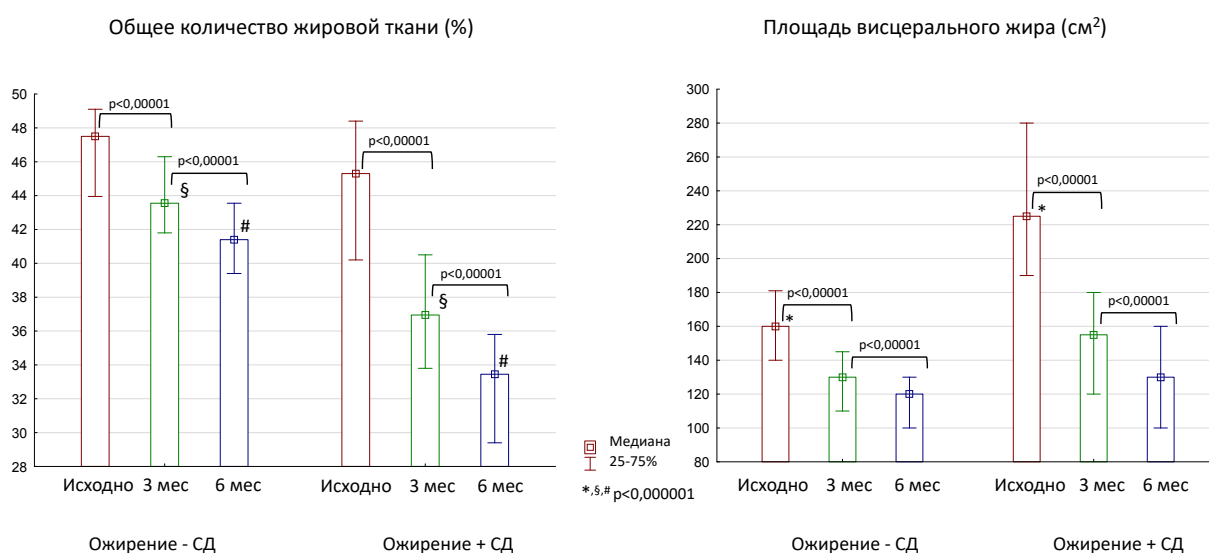 Общее количество жировой ткани (%)
50
48
46
44
42
40
38
36
34
32
30
28
p<0,00001
p<0,00001
p<0,00001
p<0,00001
§
#
§
#
Исходно 3 мес 6 мес Исходно 3 мес 6 мес
Ожирение - СД Ожирение + СД
Медиана
25-75%
*,§,# p<0,000001
Площадь висцерального жира (см²)
300
280
260
240
220
200
180
160
140
120
100
80
p<0,00001
p<0,00001
p<0,00001
p<0,00001
*
*
Исходно 3 мес 6 мес Исходно 3 мес 6 мес
Ожирение - СД Ожирение + СД